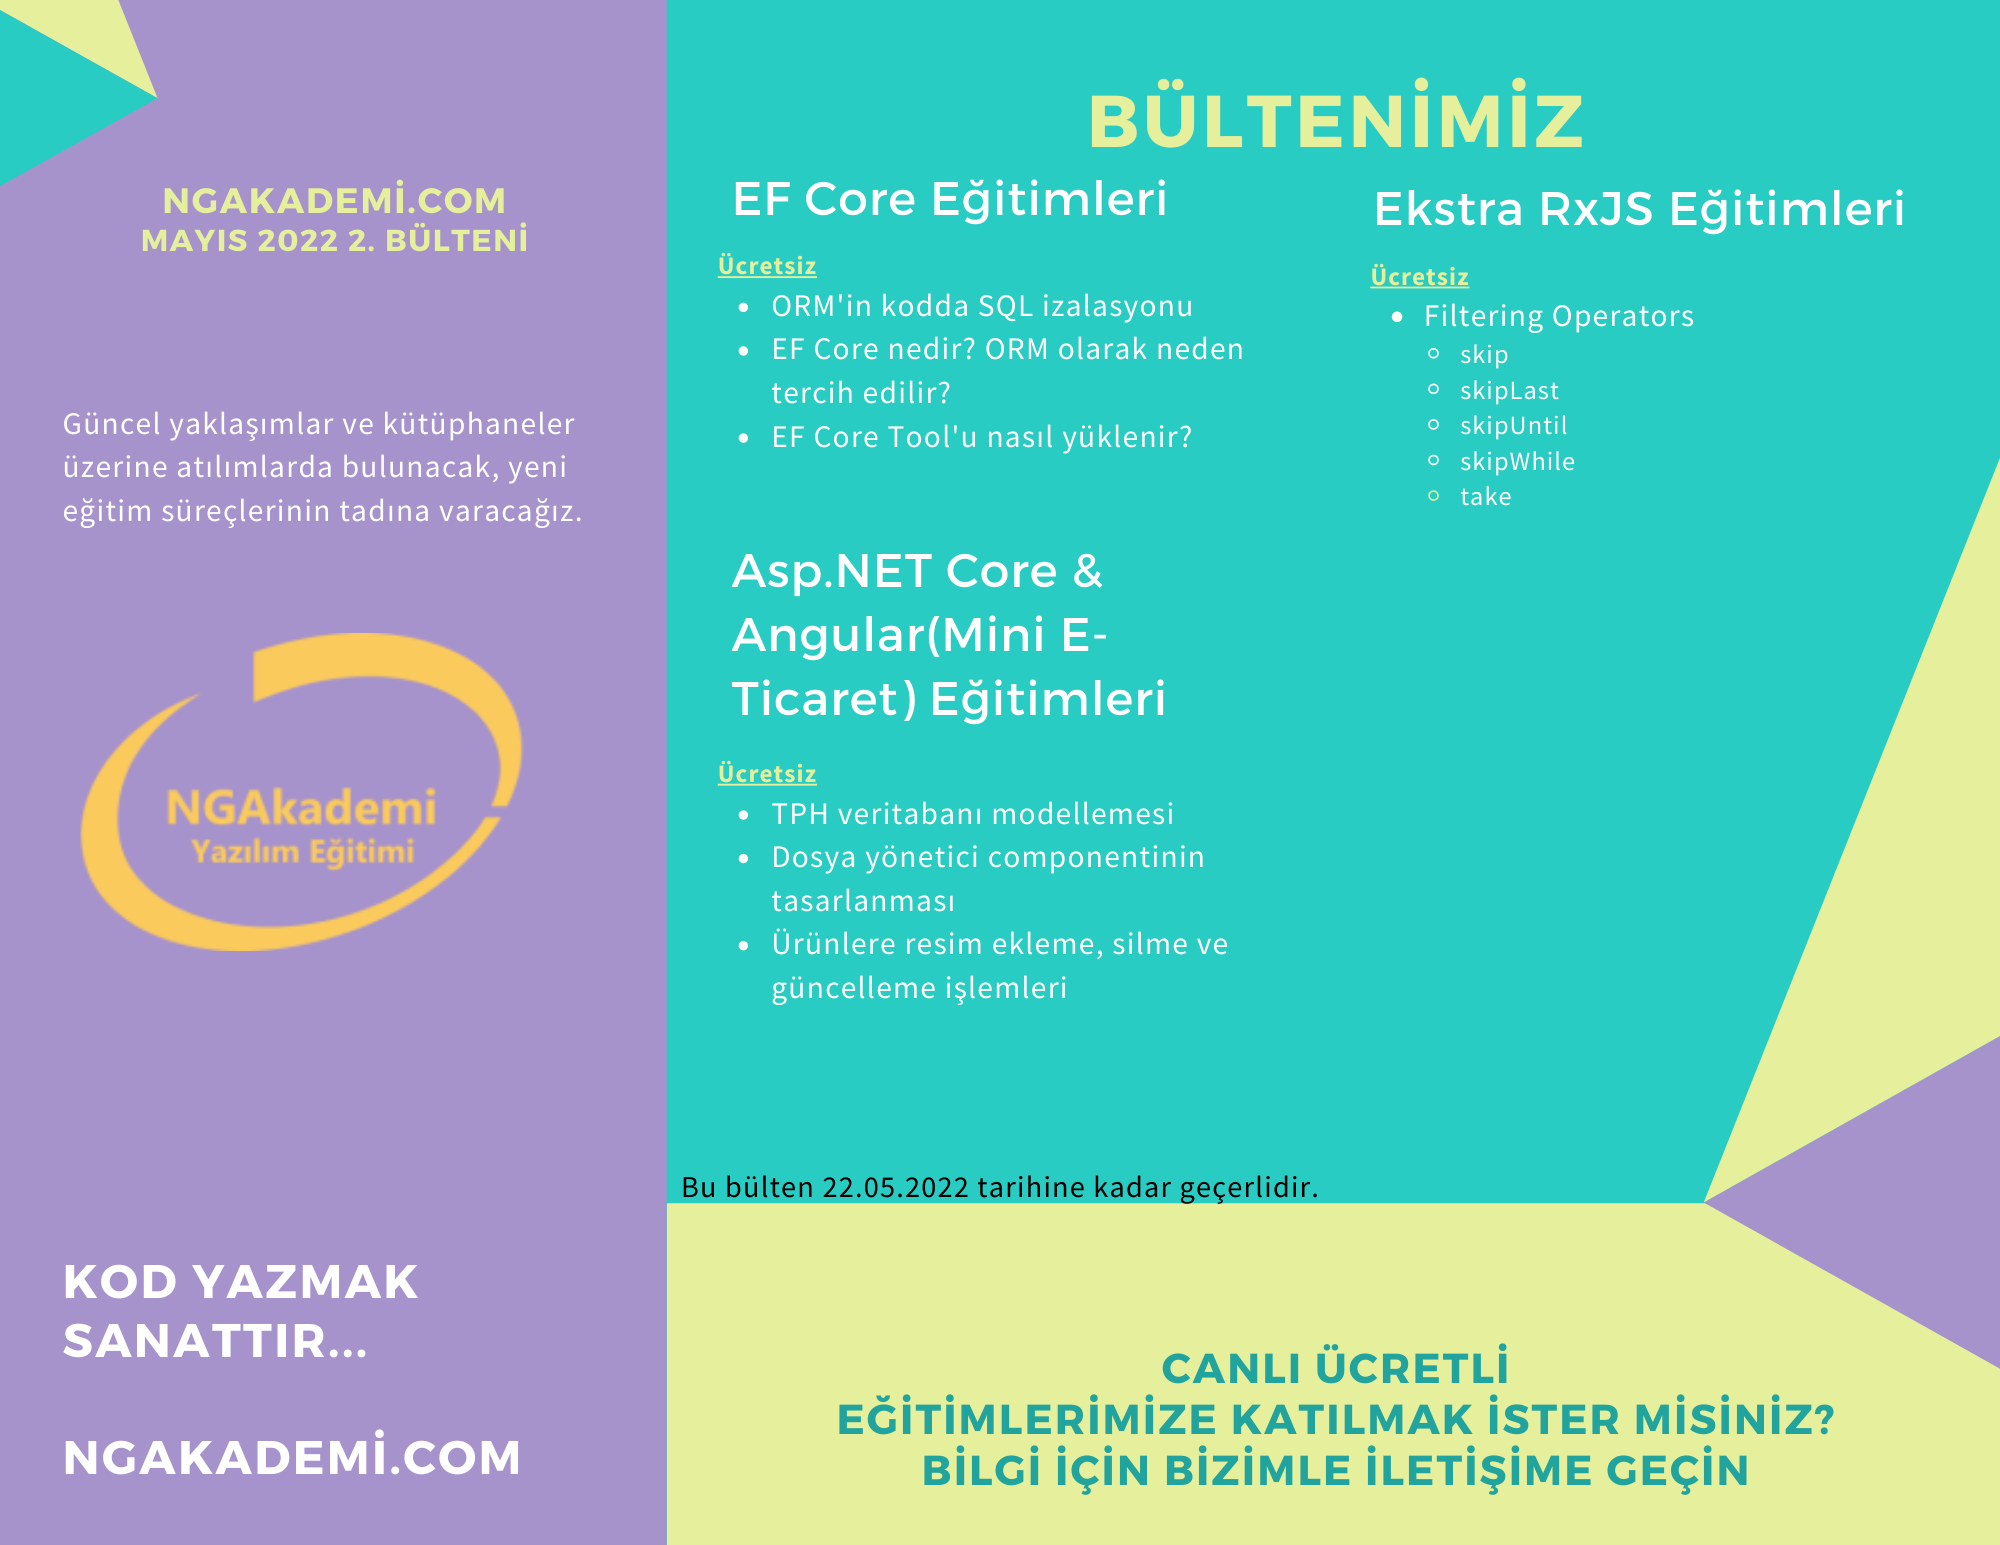 NGAKADEMİ.COM
MAYIS 2022 2. BÜLTENİ
Güncel yaklaşımlar ve kütüphaneler
üzerine atılımlarda bulunacak, yeni
eğitim süreçlerinin tadına varacağız.
NGAkademi
Yazılım Eğitimi
KOD YAZMAK
SANATTIR...
NGAKADEMİ.COM
BÜLTENİMİZ
EF Core Eğitimleri
Ücretsiz
• ORM'in kodda SQL izalasyonu
• EF Core nedir? ORM olarak neden
tercih edilir?
• EF Core Tool'u nasıl yüklenir?
Asp.NET Core &
Angular(Mini E-
Ticaret) Eğitimleri
Ücretsiz
• TPH veritabanı modellemesi
• Dosya yönetici componentinin
tasarlanması
• Ürünlere resim ekleme, silme ve
güncelleme işlemleri
Ekstra RxJS Eğitimleri
Ücretsiz
• Filtering Operators
◦ skip
◦ skipLast
◦ skipUntil
◦ skipWhile
◦ take
Bu bülten 22.05.2022 tarihine kadar geçerlidir.
CANLI ÜCRETLİ
EĞİTİMLERİMİZE KATILMAK İSTER MİSİNİZ?
BİLGİ İÇİN BİZİMLE İLETİŞİME GEÇİN